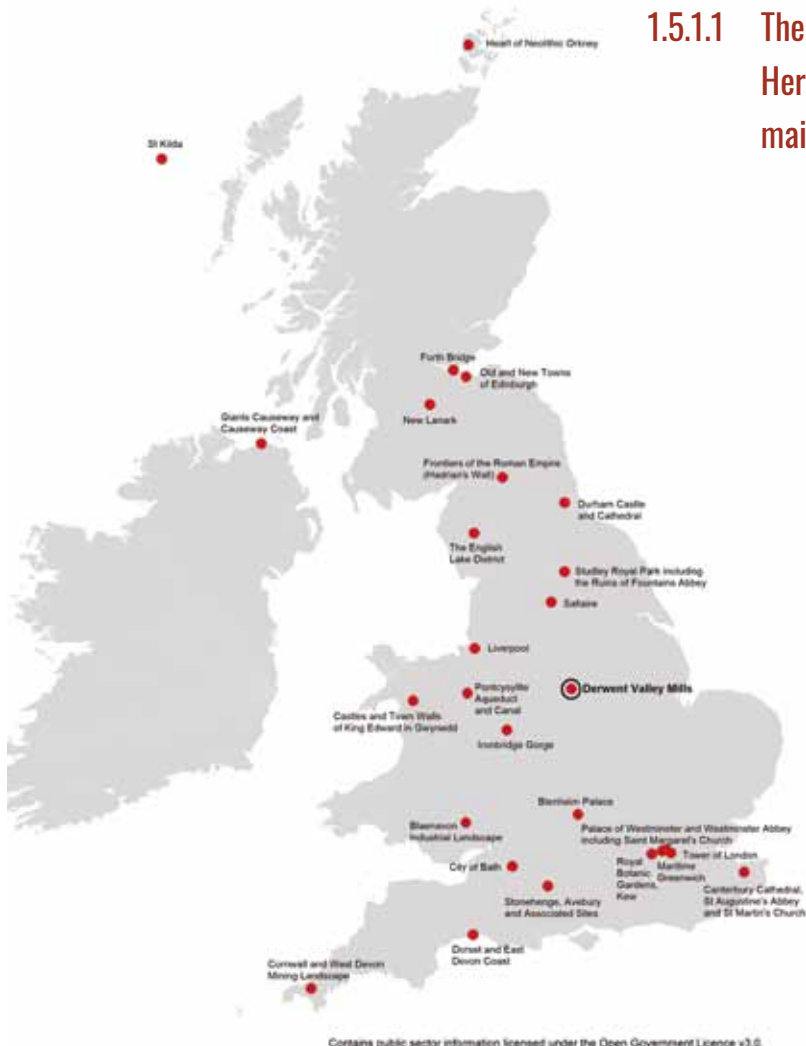 1.5.1.1 The
Her
mai
Heart of Neolithic Orkney
St Kilda
Forth Bridge
Old and New Towns
of Edinburgh
New Lanark
Giants Causeway and
Causeway Coast
Frontiers of the Roman Empire
(Hadrian's Wall)
Durham Castle
and Cathedral
The English
Lake District
Studley Royal Park including
the Ruins of Fountains Abbey
Saltaire
Liverpool
Derwent Valley Mills
Pontcysyllte
Aqueduct
and Canal
Castles and Town Walls
of King Edward in Gwynedd
Ironbridge Gorge
Blenheim Palace
Blaenavon
Industrial Landscape
Palace of Westminster and Westminster Abbey
including Saint Margaret's Church
Tower of London
Maritime
Greenwich
Royal
Botanic
Gardens,
Kew
City of Bath
Canterbury Cathedral,
St Augustine's Abbey
and St Martin's Church
Stonehenge, Avebury
and Associated Sites
Dorset and East
Devon Coast
Cornwall and West Devon
Mining Landscape
Contains public sector information licensed under the Open Government Licence v3.0.